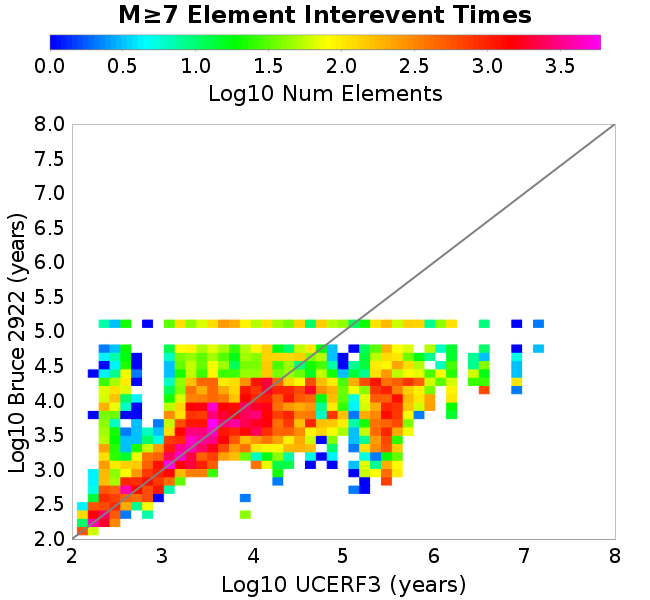 M≥7 Element Interevent Times
0.0 0.5 1.0 1.5 2.0 2.5 3.0 3.5
Log10 Num Elements
8.0
7.5
7.0
6.5
6.0
5.5
5.0
4.5
4.0
3.5
3.0
2.5
2.0
Log10 Bruce 2922 (years)
2 3 4 5 6 7 8
Log10 UCERF3 (years)